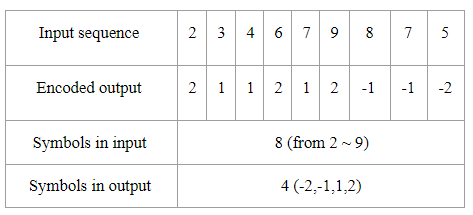 Input sequence 2 3 4 6 7 9 8 7 5
Encoded output 2 1 1 2 1 2 -1 -1 -2
Symbols in input 8 (from 2 ~ 9)
Symbols in output 4 (-2,-1,1,2)